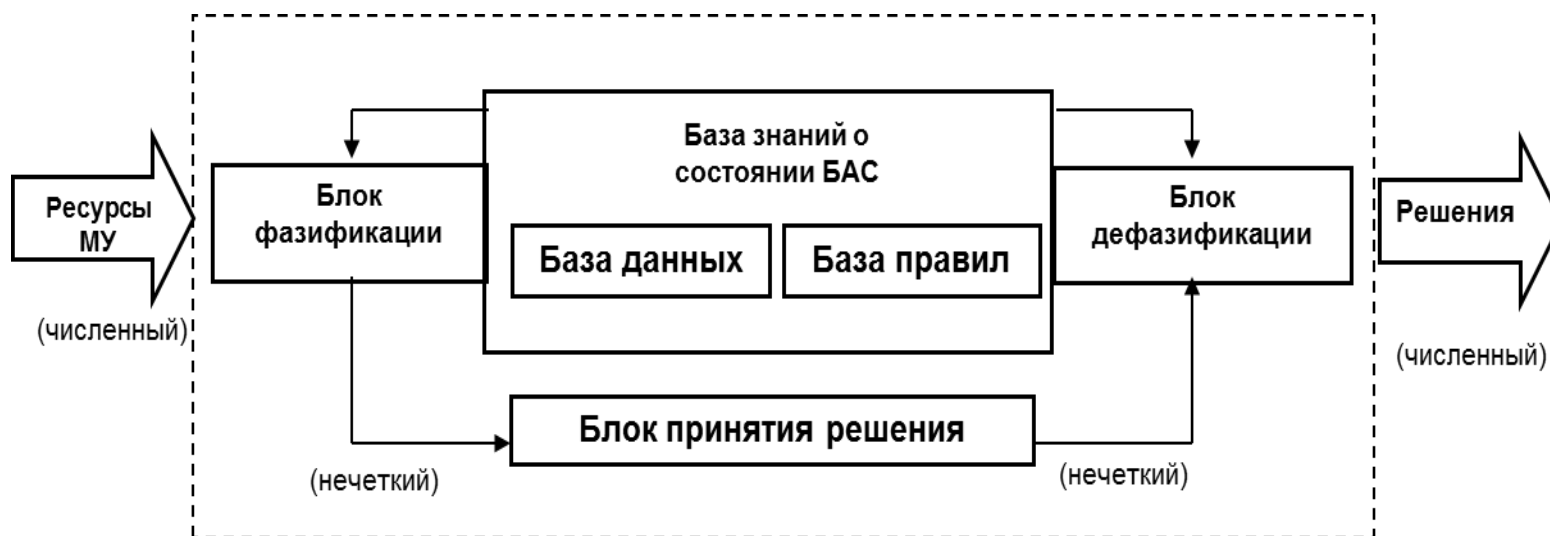 База знаний о
состоянии БАС
Ресурсы
МУ
(численный)
Блок
фазификации
База данных
База правил
Блок
дефазификации
Решения
(численный)
Блок принятия решения
(нечеткий)
(нечеткий)